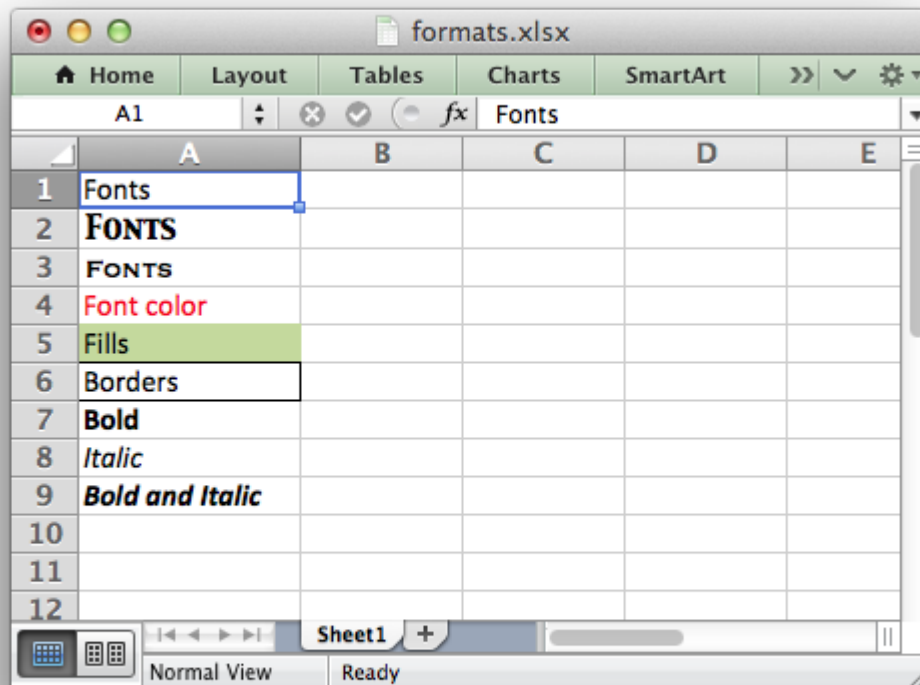 formats.xlsx
Home Layout Tables Charts SmartArt
A1 fx Fonts
A B C D E
1 Fonts
2 FONTS
3 FONTS
4 Font color
5 Fills
6 Borders
7 Bold
8 Italic
9 Bold and Italic
10
11
12
Sheet1
Normal View Ready